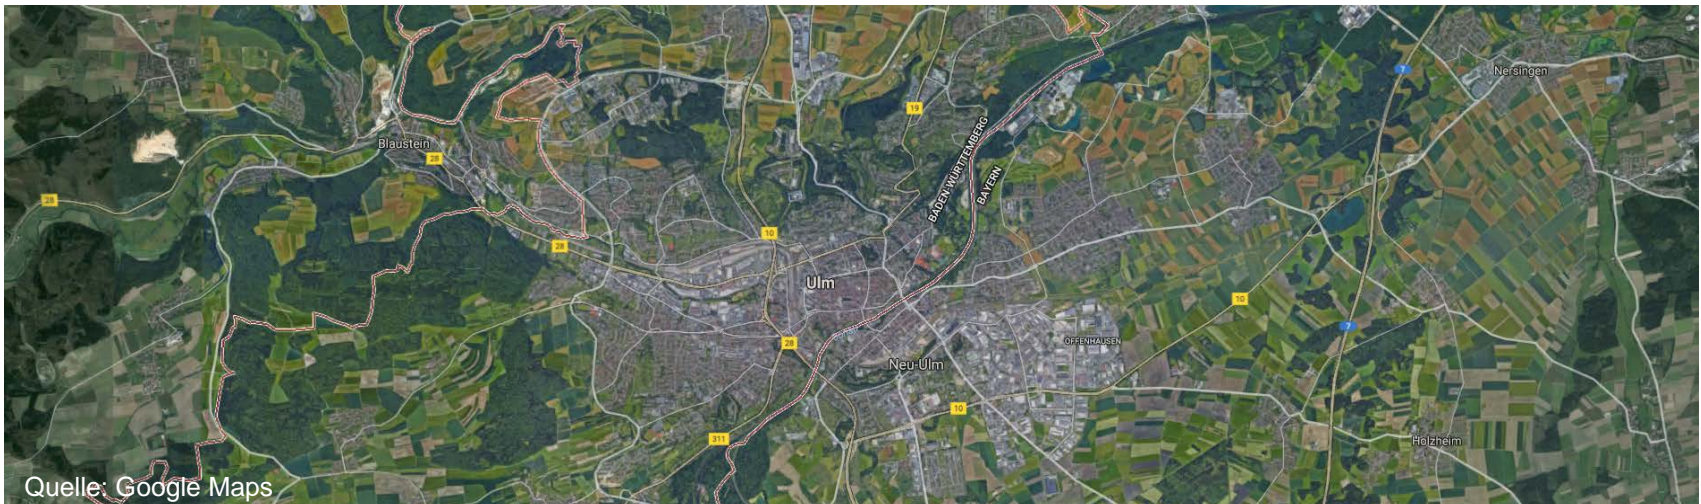 Nersingen
7
19
Blaustein
28
BADEN-WÜRTTEMBERG
BAYERN
28
10
28
Ulm
10
7
28
OFFENHAUSEN
Neu-Ulm
10
311
Holzheim
Quelle: Google Maps